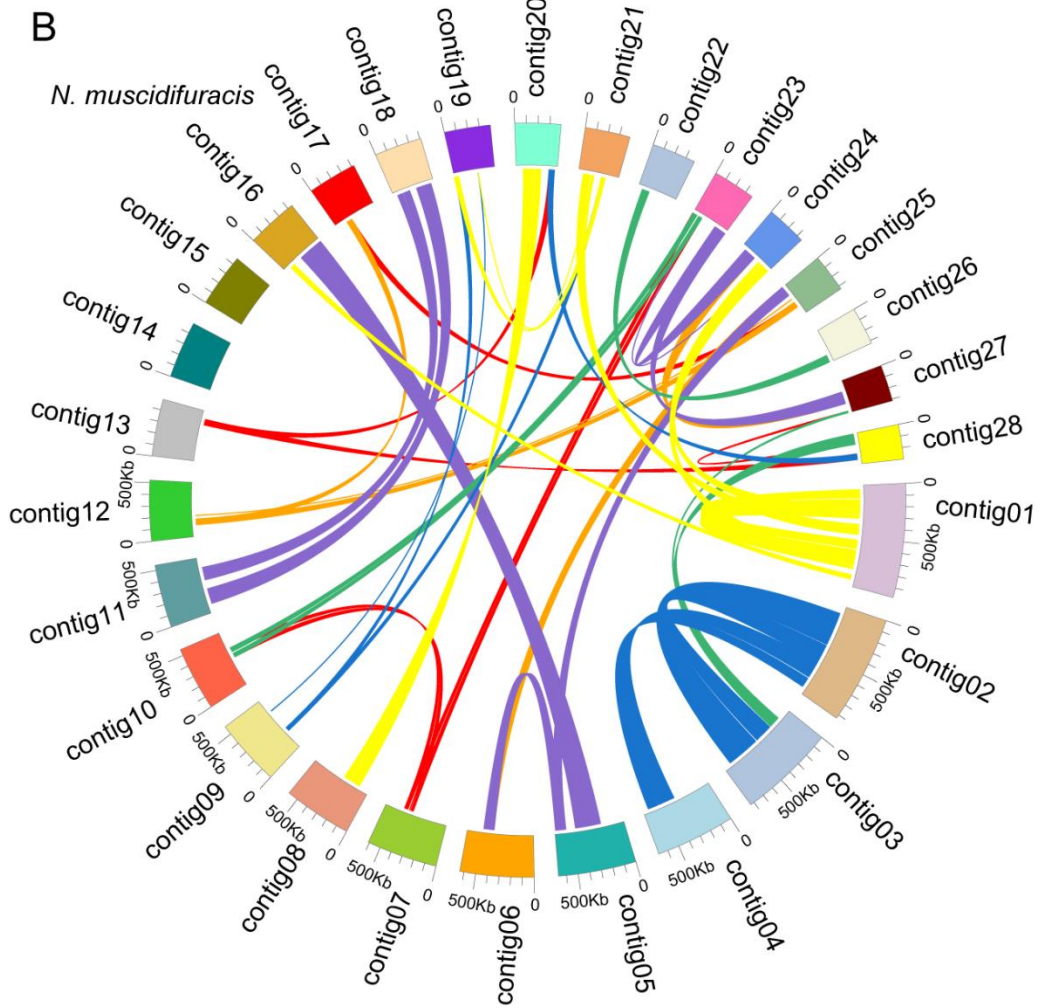 B
N. muscidifuracis
contig01
0
500Kb
contig02
0
500Kb
contig03
0
500Kb
contig04
0
500Kb
contig05
0
500Kb
contig06
0
500Kb
contig07
0
500Kb
contig08
0
500Kb
contig09
0
500Kb
contig10
0
500Kb
contig11
0
500Kb
contig12
0
500Kb
contig13
0
contig14
0
contig15
0
contig16
0
contig17
0
contig18
0
contig19
0
contig20
0
contig21
0
contig22
0
contig23
0
contig24
0
contig25
0
contig26
0
contig27
0
contig28
0